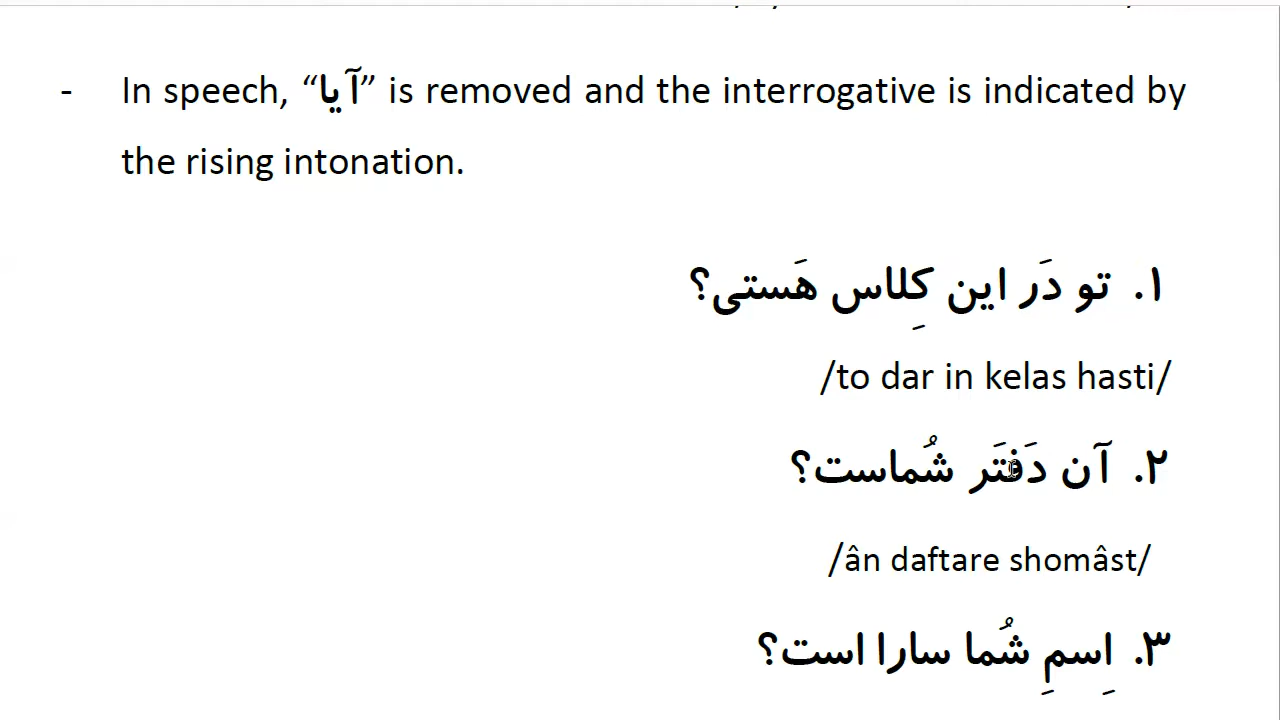 - In speech, “آیا” is removed and the interrogative is indicated by
the rising intonation.
۱. تو دَر این کِلاس هَستی؟
/to dar in kelas hasti/
۲. آن دَفتَر شُماست؟
/ân daftare shomâst/
۳. اِسمِ شُما سارا است؟